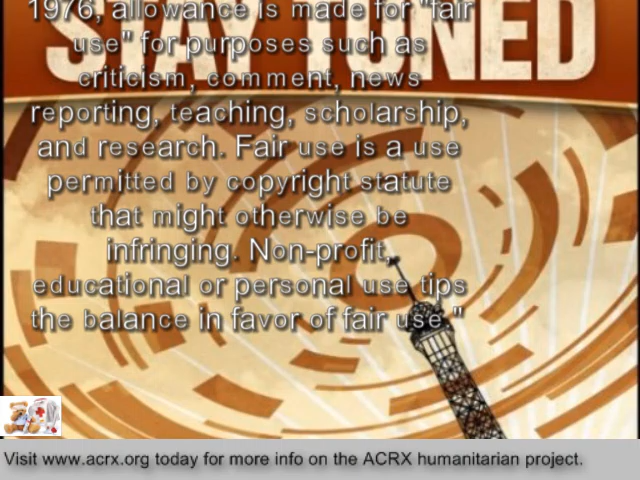 STAY TUNED
1976, allowance is made for "fair
use" for purposes such as
criticism, comment, news
reporting, teaching, scholarship,
and research. Fair use is a use
permitted by copyright statute
that might otherwise be
infringing. Non-profit,
educational or personal use tips
the balance in favor of fair use."
Visit www.acrx.org today for more info on the ACRX humanitarian project.